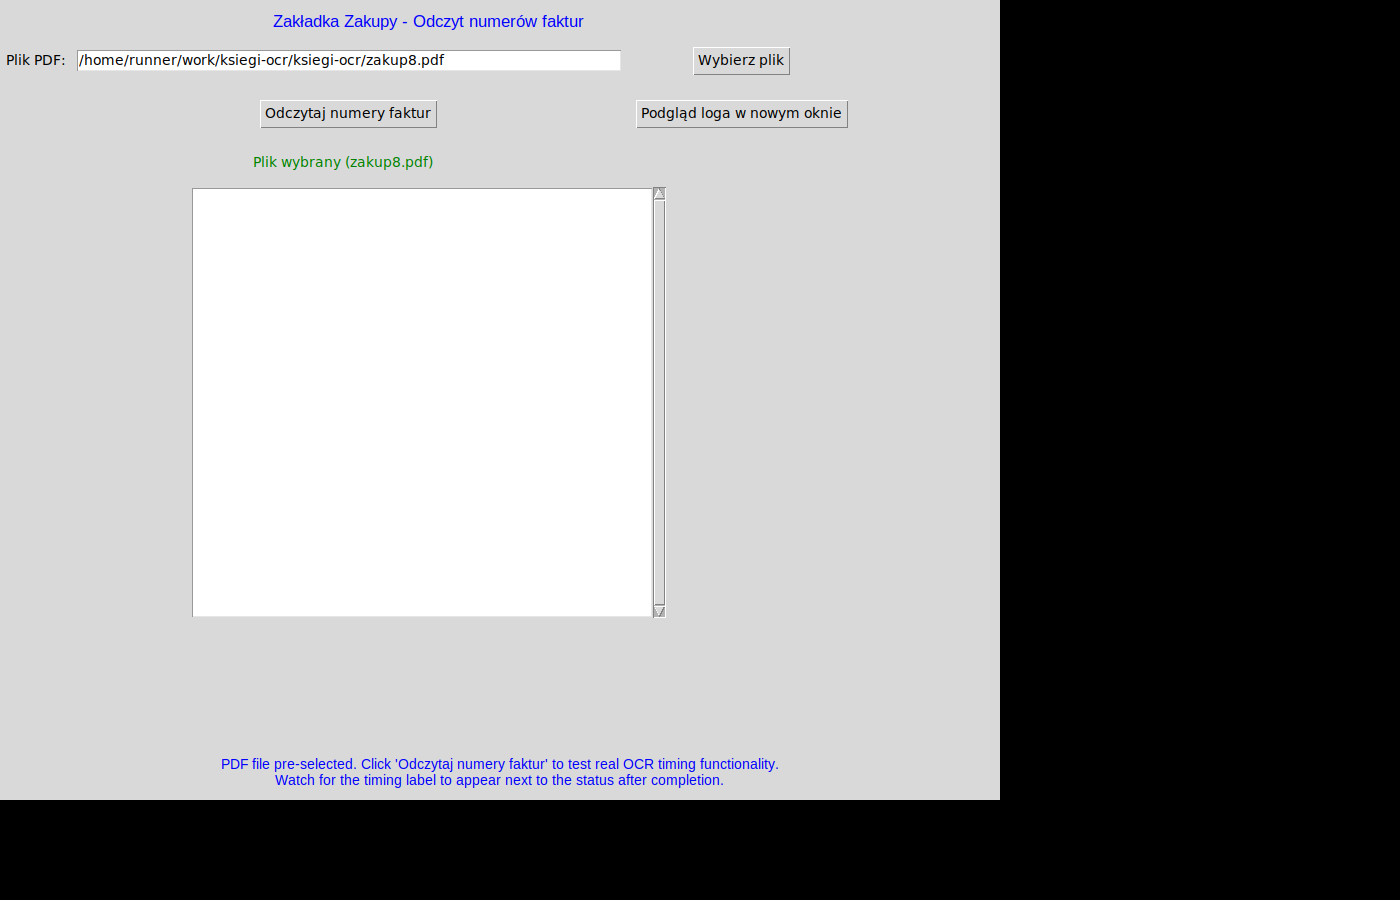 Zakładka Zakupy - Odczyt numerów faktur
Plik PDF: /home/runner/work/ksiegi-ocr/ksiegi-ocr/zakup8.pdf Wybierz plik
Odczytaj numery faktur Podgląd loga w nowym oknie
Plik wybrany (zakup8.pdf)
PDF file pre-selected. Click 'Odczytaj numery faktur' to test real OCR timing functionality.
Watch for the timing label to appear next to the status after completion.